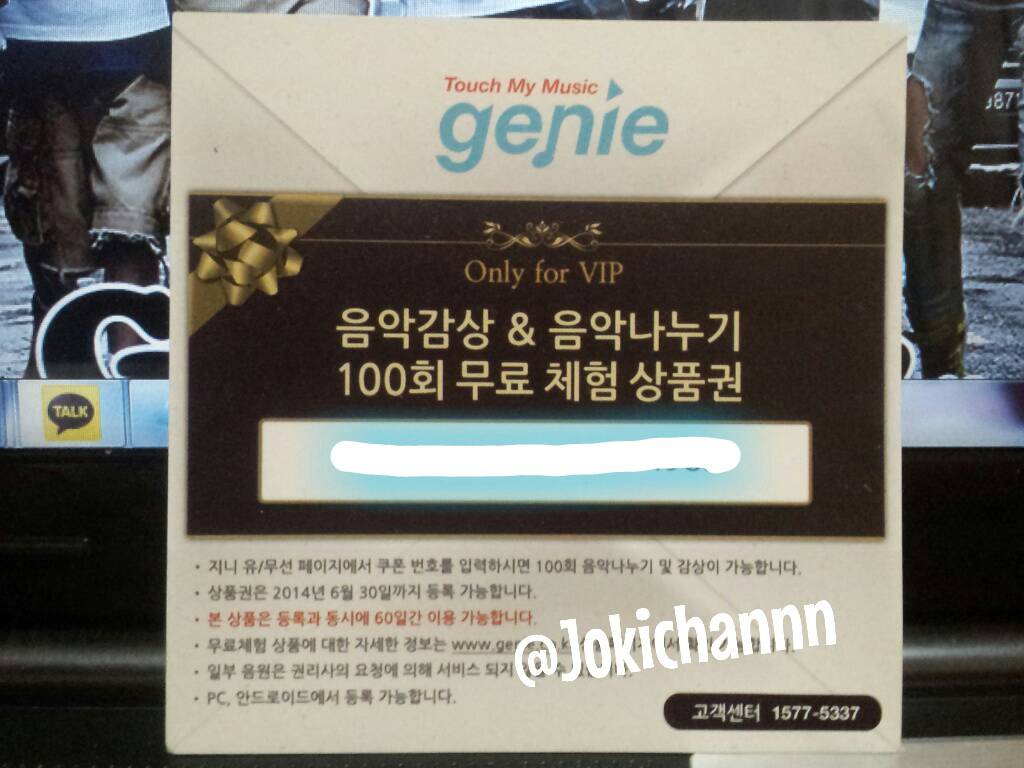 Touch My Music
genie
Only for VIP
음악감상 & 음악나누기
100회 무료 체험 상품권
• 지니 유/무선 페이지에서 쿠폰 번호를 입력하시면 100회 음악나누기 및 감상이 가능합니다.
• 상품권은 2014년 6월 30일까지 등록 가능합니다.
• 본 상품은 등록과 동시에 60일간 이용 가능합니다.
• 무료체험 상품에 대한 자세한 정보는
• 일부 음원은 권리사의 요청에 의해 서비스 되지
• PC, 안드로이드에서 등록 가능합니다.
@Jokichannn
고객센터 1577-5337
TALK
987